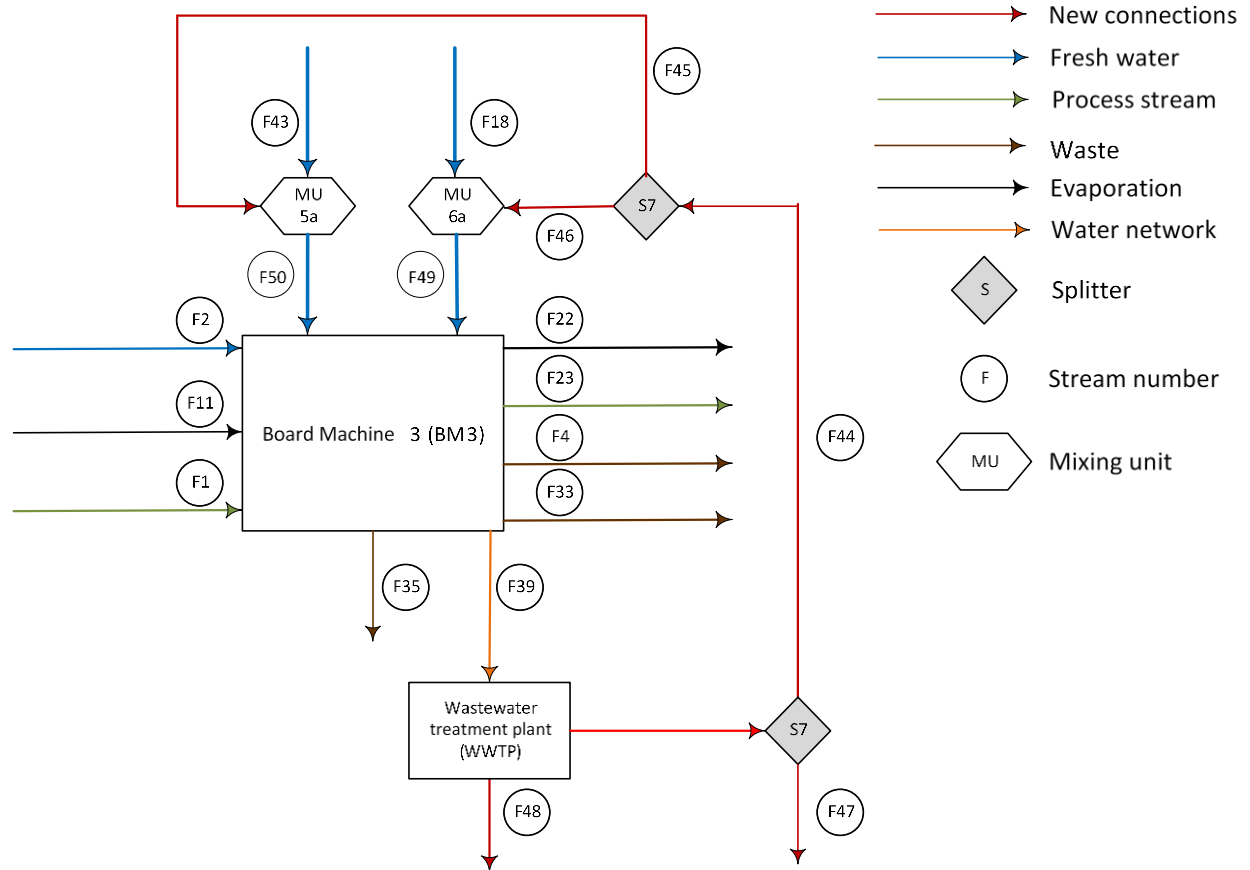 New connections
Fresh water
Process stream
Waste
Evaporation
Water network
S
Splitter
F
Stream number
MU
Mixing unit
F45
F43
F18
MU
5a
MU
6a
S7
F46
F50
F49
F2
F22
F11
F23
F1
F4
F33
Board Machine 3 (BM3)
F44
F35
F39
Wastewater
treatment plant
(WWTP)
S7
F48
F47